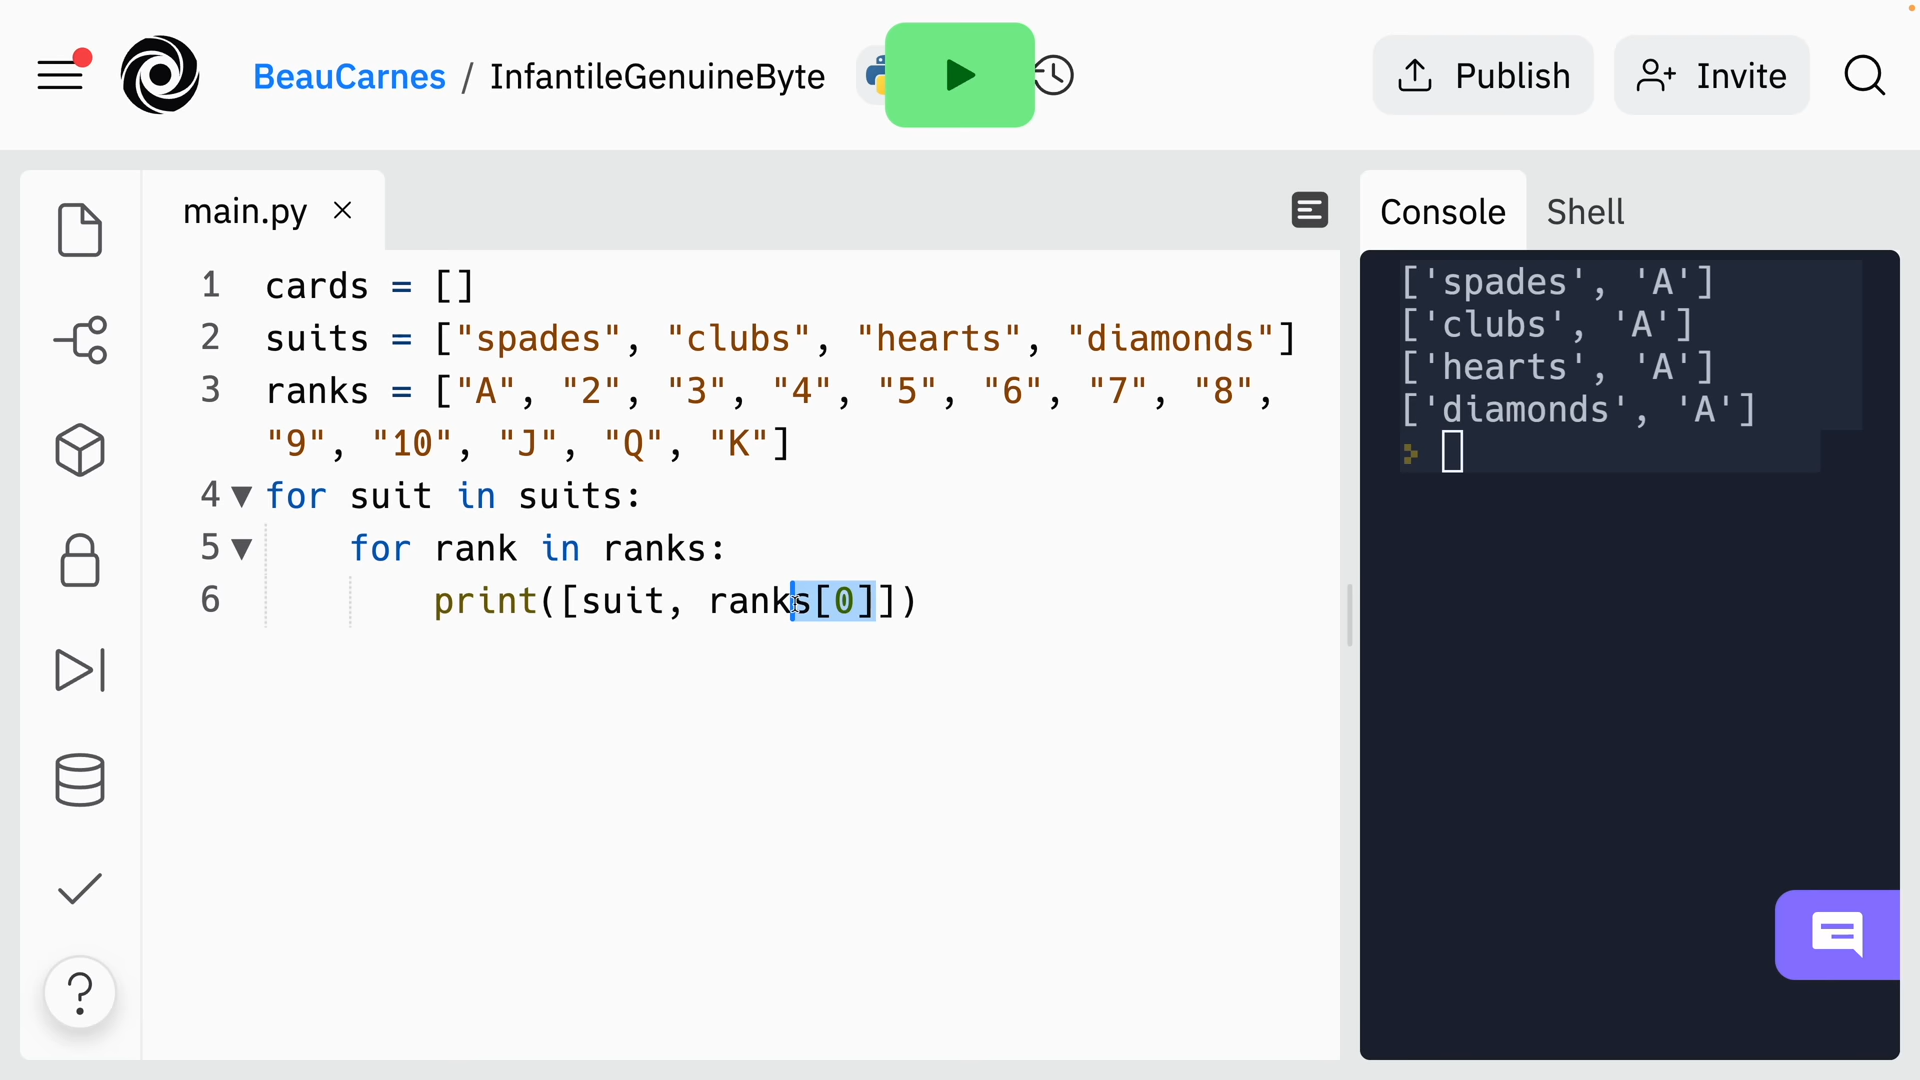 BeauCarnes / InfantileGenuineByte
Publish
Invite
main.py
Console
Shell
1 cards = []
2 suits = ["spades", "clubs", "hearts", "diamonds"]
3 ranks = ["A", "2", "3", "4", "5", "6", "7", "8",
"9", "10", "J", "Q", "K"]
4 for suit in suits:
5 for rank in ranks:
6 print([suit, ranks[0]])
['spades', 'A']
['clubs', 'A']
['hearts', 'A']
['diamonds', 'A']